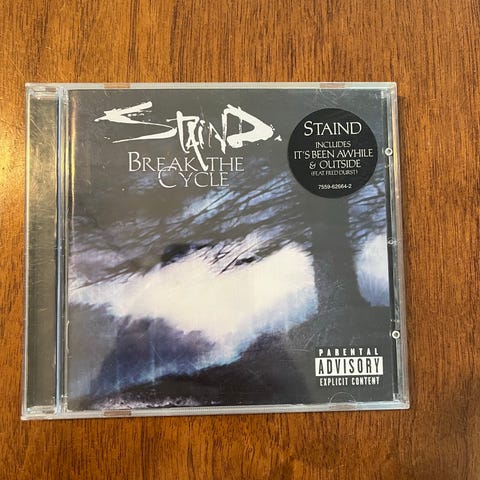 STAIND
BREAK THE
CYCLE
STAIND
INCLUDES
IT'S BEEN AWHILE
& OUTSIDE
(FEAT FRED DURST)
7559-62664-2
PARENTAL
ADVISORY
EXPLICIT CONTENT